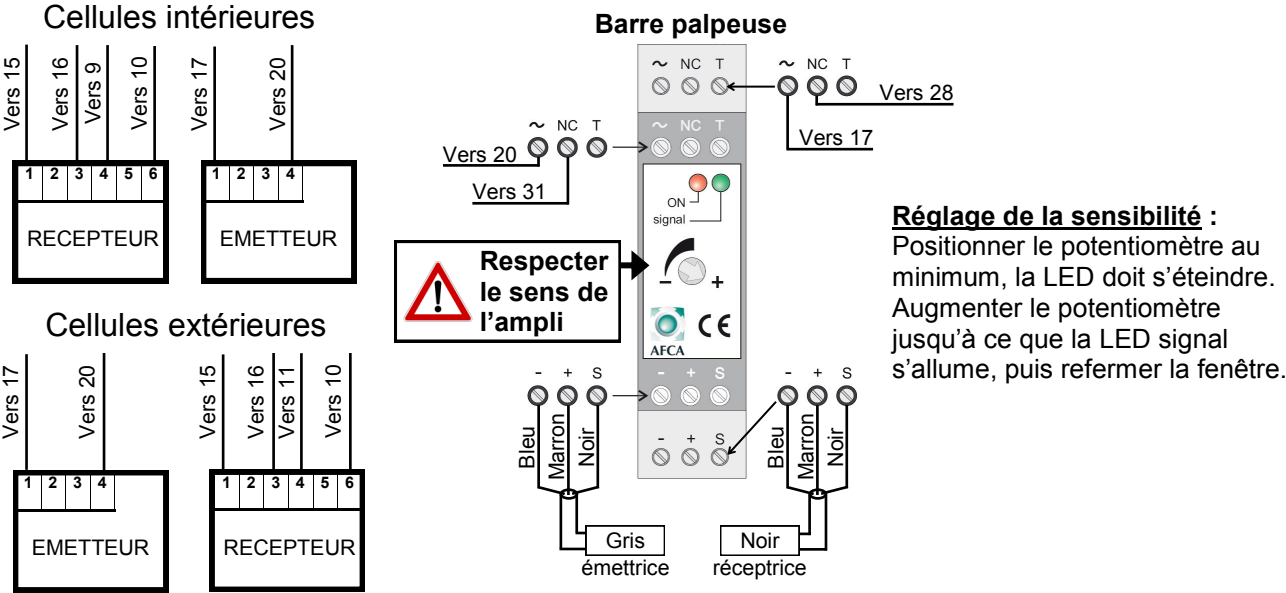 Cellules intérieures
Vers 15
Vers 16
Vers 9
Vers 10
Vers 17
Vers 20
1 2 3 4 5 6
RECEPTEUR
1 2 3 4
EMETTEUR
Cellules extérieures
Vers 17
Vers 20
Vers 15
Vers 16
Vers 11
Vers 10
1 2 3 4
EMETTEUR
1 2 3 4 5 6
RECEPTEUR
Barre palpeuse
~ NC T
~ NC T
Vers 28
Vers 17
~ NC T
Vers 20
Vers 31
~ NC T
ON
signal
- +
AFCA
CE
Respecter
le sens de
l’ampli
- + S
- + S
- + S
- + S
Bleu
Marron
Noir
Gris
émettrice
Bleu
Marron
Noir
Noir
réceptrice
Réglage de la sensibilité :
Positionner le potentiomètre au
minimum, la LED doit s’éteindre.
Augmenter le potentiomètre
jusqu’à ce que la LED signal
s’allume, puis refermer la fenêtre.